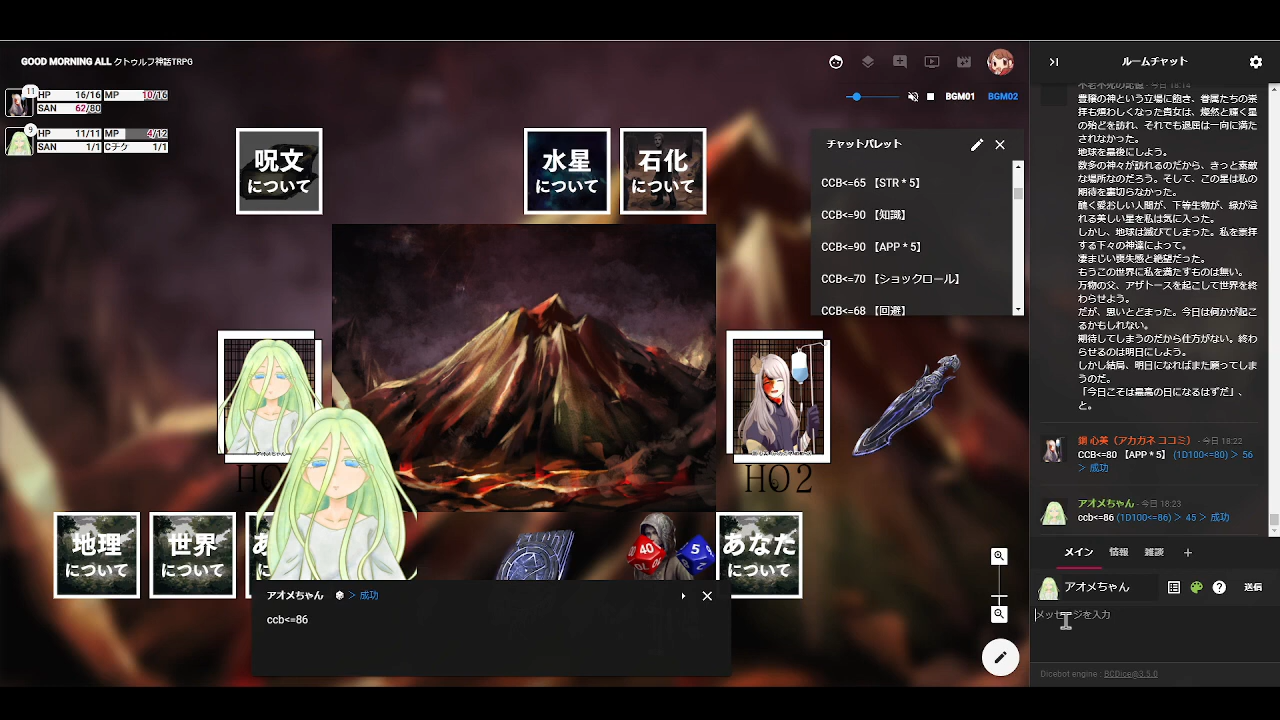 GOOD MORNING ALL クトゥルフ神話TRPG
11
HP 16/16 MP 10/16
SAN 62/80
9
HP 11/11 MP 4/12
SAN 1/1 Cチケ 1/1
BGM01
BGM02
呪文
について
水星
について
石化
について
チャットパレット
CCB<=65 【STR * 5】
CCB<=90 【知識】
CCB<=90 【APP * 5】
CCB<=70 【ショックロール】
CCB<=68 【回避】
HO2
地理
について
世界
について
あなた
について
40
5
アオメちゃん > 成功
ccb<=86
ルームチャット
豊穣の神という立場に飽き、眷属たちの崇
拝も煩わしくなった貴女は、燦然と輝く星
の殆どを訪れ、それでも退屈は一向に満た
されなかった。
地球を最後にしよう。
数多の神々が訪れるのだから、きっと素敵
な場所なのだろう。そして、この星は私の
期待を裏切らなかった。
醜く愛おしい人間が、下等生物が、緑が溢
れる美しい星を私は気に入った。
しかし、地球は滅びてしまった。私を崇拝
する下々の神達によって。
凄まじい喪失感と絶望だった。
もうこの世界に私を満たすものは無い。
万物の父、アザトースを起こして世界を終
わらせよう。
だが、思いとどまった。今日は何かが起こ
るかもしれない。
期待してしまうのだから仕方がない。終わ
らせるのは明日にしよう。
しかし結局、明日になればまた願ってしま
うのだ。
「今日こそは最高の日になるはずだ」、
と。
銅 心美（アカガネ ココミ） - 今日 18:22
CCB<=80 【APP * 5】 (1D100<=80) > 56
> 成功
アオメちゃん - 今日 18:23
ccb<=86 (1D100<=86) > 45 > 成功
メイン 情報 雑談 +
アオメちゃん
送信
メッセージを入力
Dicebot engine : BCDice@3.5.0